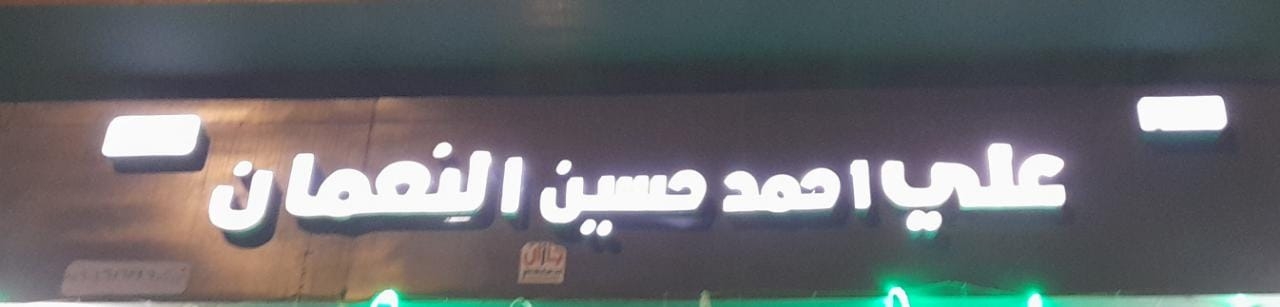 علي احمد حسين النعمان